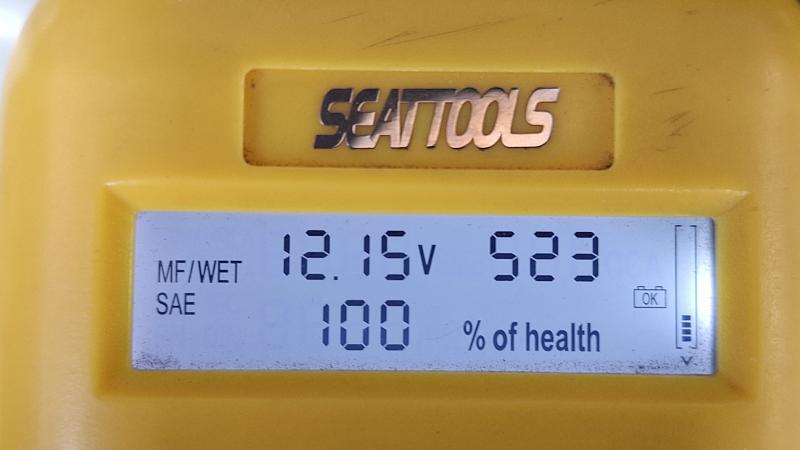 SEATTOOLS
MF/WET 12.15V 523
SAE
OK
100 % of health